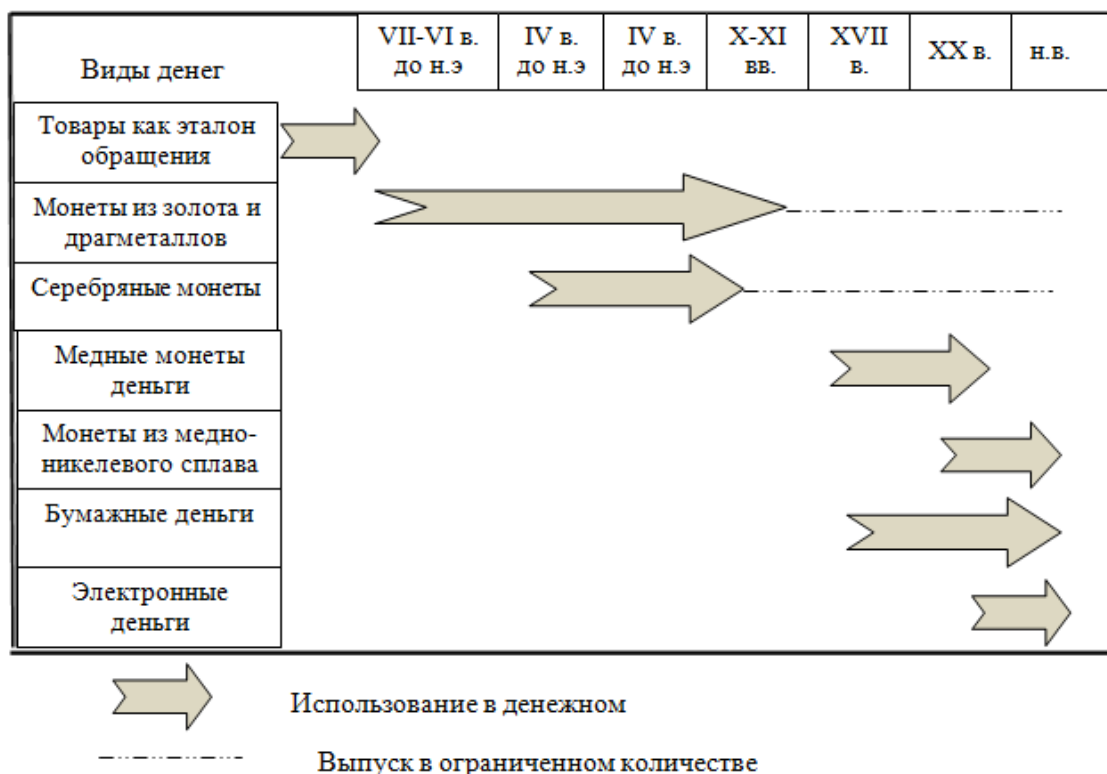 Виды денег
VII-VI в.
до н.э
IV в.
до н.э
IV в.
до н.э
X-XI
вв.
XVII
в.
XX в.
н.в.
Товары как эталон
обращения
Монеты из золота и
драгметаллов
Серебряные монеты
Медные монеты
деньги
Монеты из медно-
никелевого сплава
Бумажные деньги
Электронные
деньги
Использование в денежном
Выпуск в ограниченном количестве